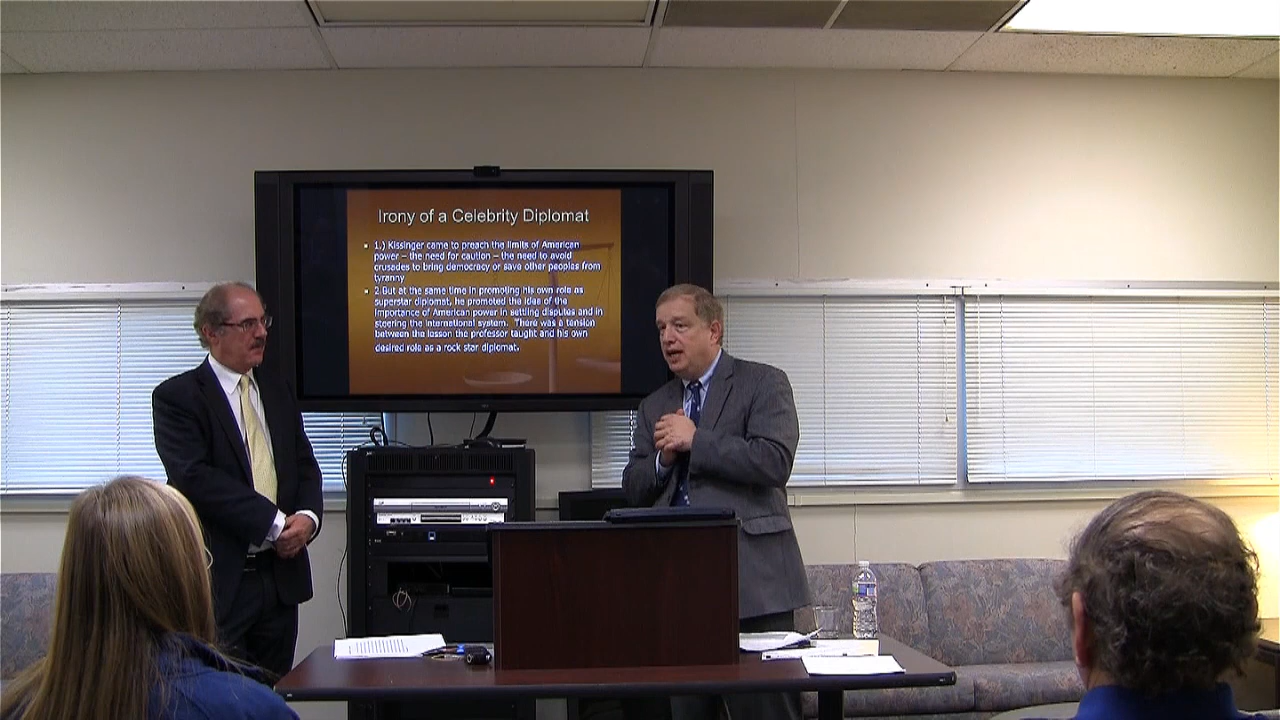 Irony of a Celebrity Diplomat
1.) Kissinger came to preach the limits of American
power – the need for caution – the need to avoid
crusades to bring democracy or save other peoples from
tyranny
2.But at the same time in promoting his own role as
superstar diplomat, he promoted the idea of the
importance of American power in settling disputes and in
steering the international system. There was a tension
between the lesson the professor taught and his own
desired role as a rock star diplomat.